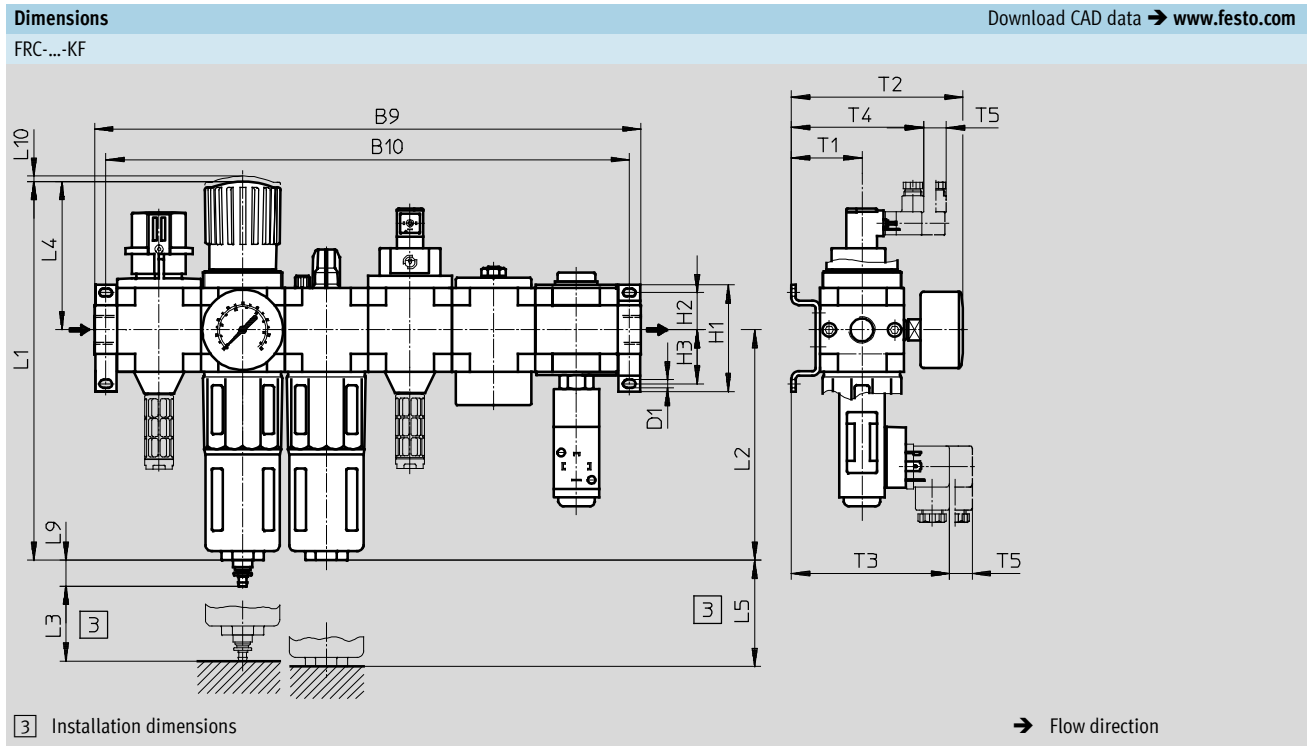 Dimensions
Download CAD data ➔ www.festo.com
FRC-...-KF
B9
B10
L10
L4
L1
L9
L3
3
H2
H1
H3
D1
L2
L5
3
T2
T4
T5
T1
T3
T5
3 Installation dimensions
➔ Flow direction